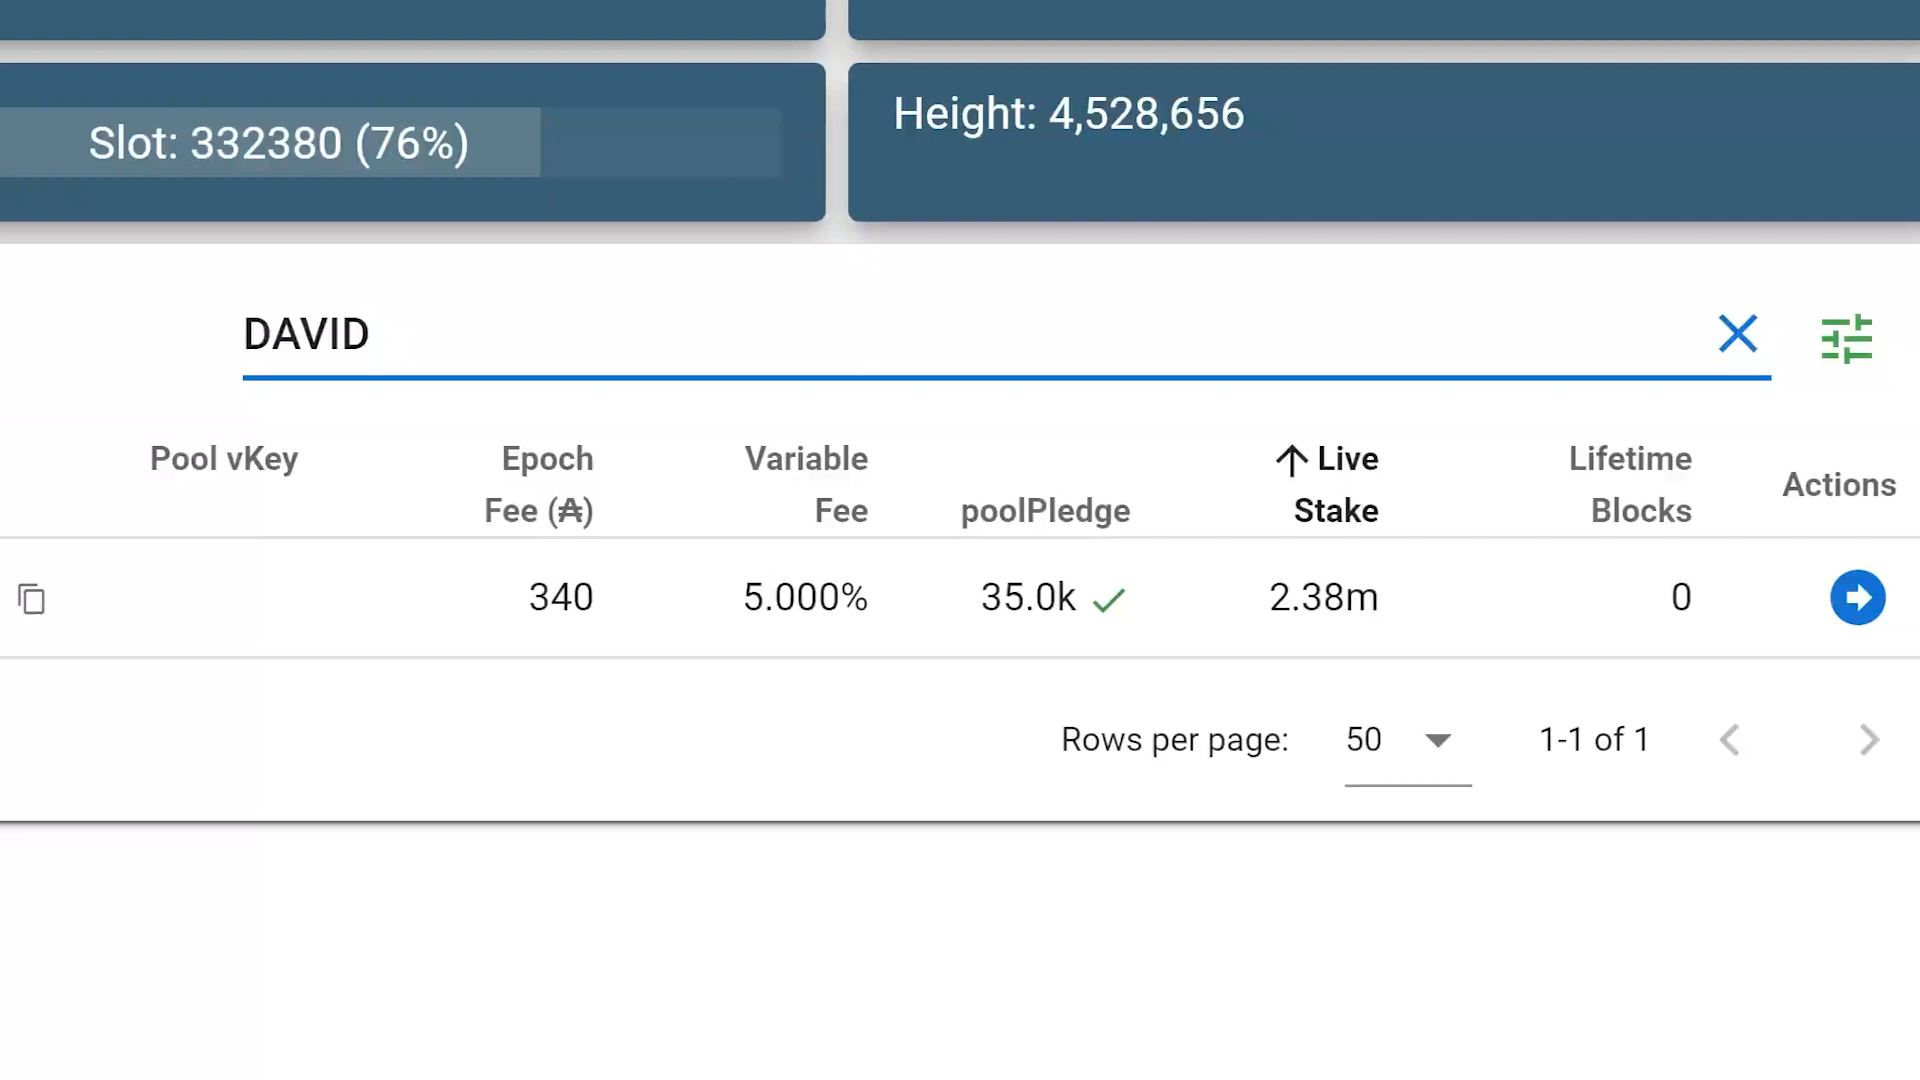 Slot: 332380 (76%)
Height: 4,528,656
DAVID
Pool vKey
Epoch
Fee (₳)
Variable
Fee
poolPledge
Live
Stake
Lifetime
Blocks
Actions
340 5.000% 35.0k 2.38m 0
Rows per page: 50 1-1 of 1